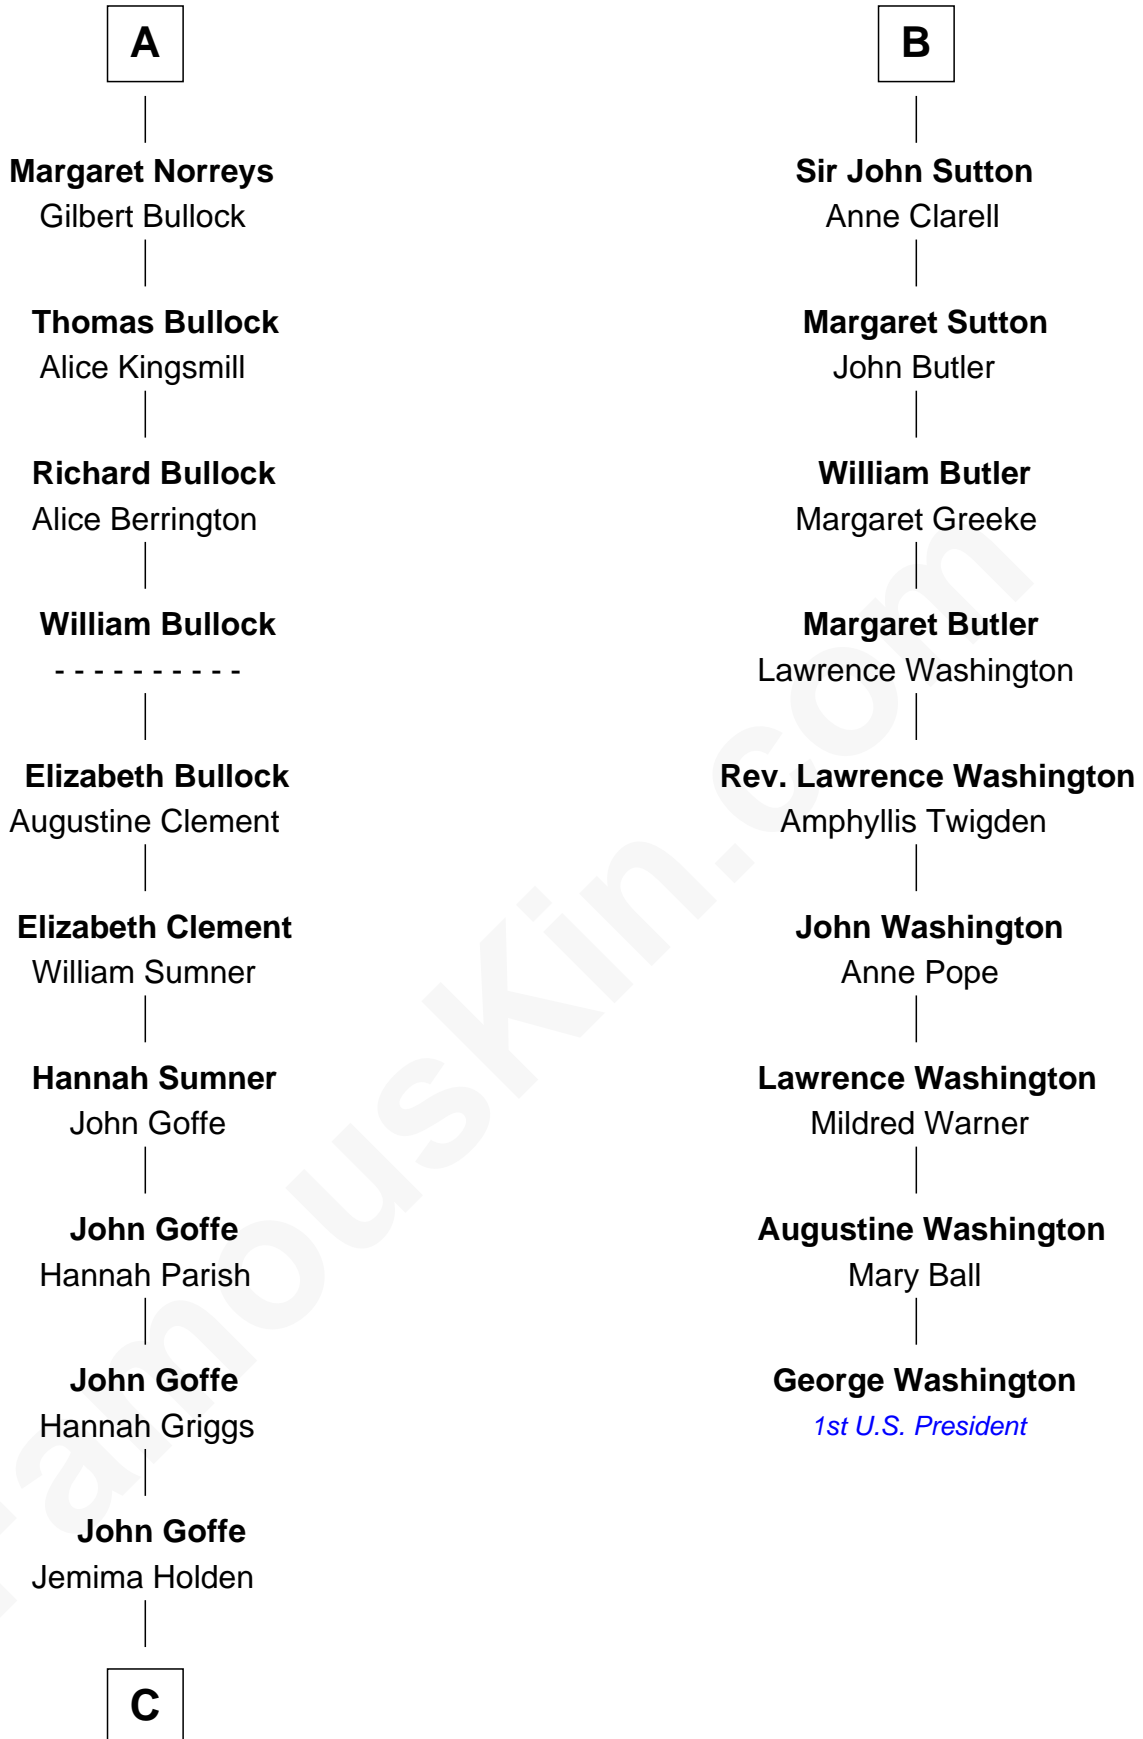 A
Margaret Norreys
Gilbert Bullock
Thomas Bullock
Alice Kingsmill
Richard Bullock
Alice Berrington
William Bullock
- - - - - - - - - -
Elizabeth Bullock
Augustine Clement
Elizabeth Clement
William Sumner
Hannah Sumner
John Goffe
John Goffe
Hannah Parish
John Goffe
Hannah Griggs
John Goffe
Jemima Holden
C
B
Sir John Sutton
Anne Clarell
Margaret Sutton
John Butler
William Butler
Margaret Greeke
Margaret Butler
Lawrence Washington
Rev. Lawrence Washington
Amphyllis Twigden
John Washington
Anne Pope
Lawrence Washington
Mildred Warner
Augustine Washington
Mary Ball
George Washington
1st U.S. President
FamousKin.com